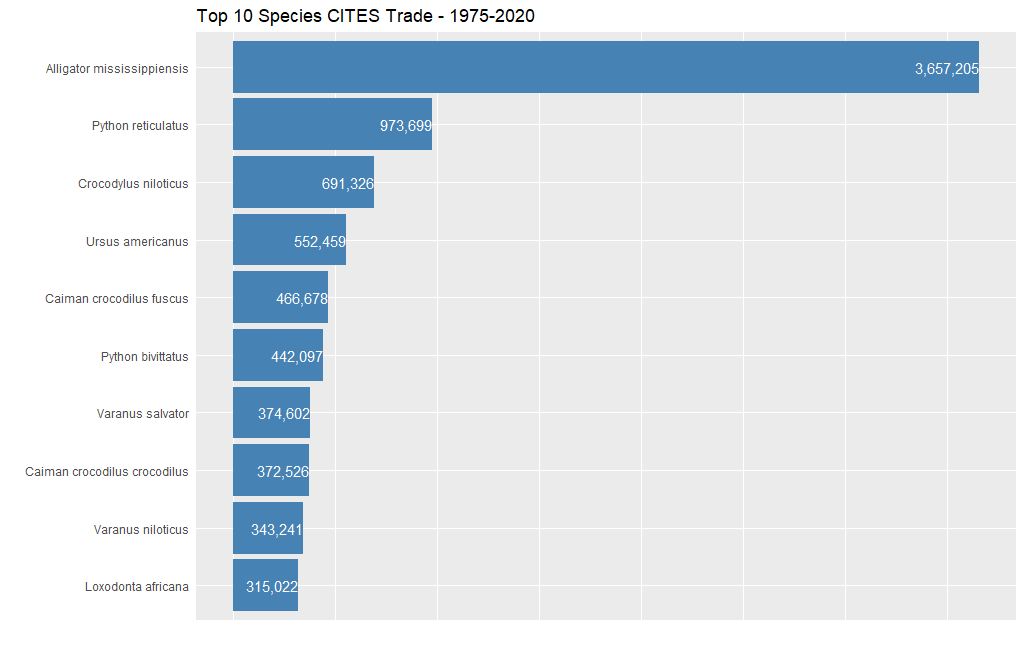 Top 10 Species CITES Trade - 1975-2020
Alligator mississippiensis 3,657,205
Python reticulatus 973,699
Crocodylus niloticus 691,326
Ursus americanus 552,459
Caiman crocodilus fuscus 466,678
Python bivittatus 442,097
Varanus salvator 374,602
Caiman crocodilus crocodilus 372,526
Varanus niloticus 343,241
Loxodonta africana 315,022